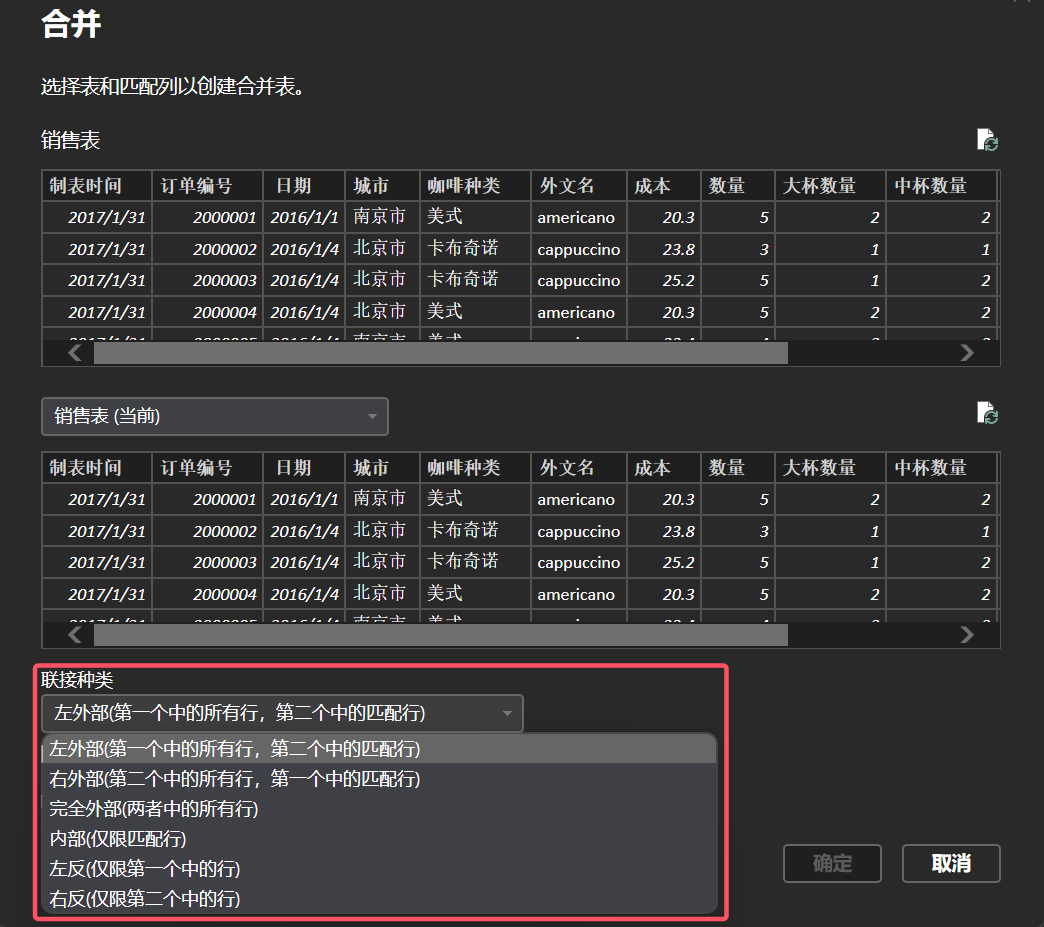 合并
选择表和匹配列以创建合并表。
销售表
制表时间 订单编号 日期 城市 咖啡种类 外文名 成本 数量 大杯数量 中杯数量
2017/1/31 2000001 2016/1/1 南京市 美式 americano 20.3 5 2 2
2017/1/31 2000002 2016/1/4 北京市 卡布奇诺 cappuccino 23.8 3 1 1
2017/1/31 2000003 2016/1/4 北京市 卡布奇诺 cappuccino 25.2 5 1 2
2017/1/31 2000004 2016/1/4 北京市 美式 americano 20.3 5 2 2
销售表 (当前)
制表时间 订单编号 日期 城市 咖啡种类 外文名 成本 数量 大杯数量 中杯数量
2017/1/31 2000001 2016/1/1 南京市 美式 americano 20.3 5 2 2
2017/1/31 2000002 2016/1/4 北京市 卡布奇诺 cappuccino 23.8 3 1 1
2017/1/31 2000003 2016/1/4 北京市 卡布奇诺 cappuccino 25.2 5 1 2
2017/1/31 2000004 2016/1/4 北京市 美式 americano 20.3 5 2 2
联接种类
左外部(第一个中的所有行，第二个中的匹配行)
左外部(第一个中的所有行，第二个中的匹配行)
右外部(第二个中的所有行，第一个中的匹配行)
完全外部(两者中的所有行)
内部(仅限匹配行)
左反(仅限第一个中的行)
右反(仅限第二个中的行)
确定 取消